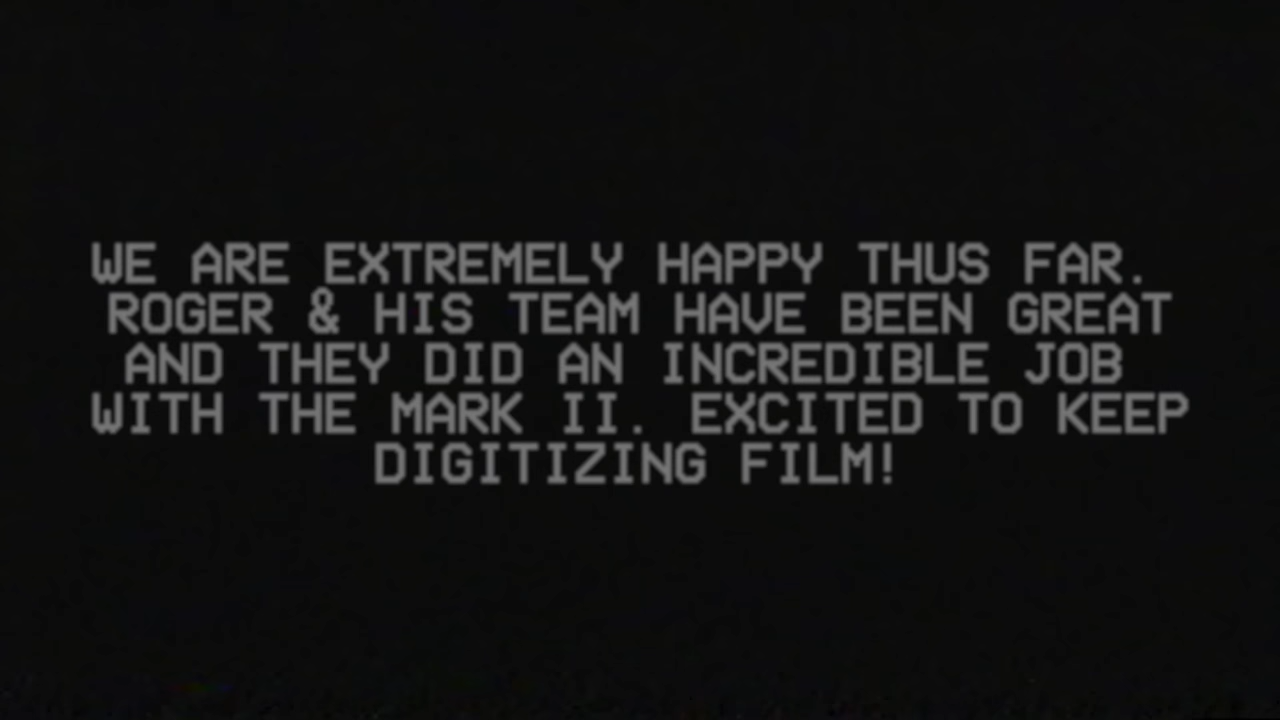 WE ARE EXTREMELY HAPPY THUS FAR.
ROGER & HIS TEAM HAVE BEEN GREAT
AND THEY DID AN INCREDIBLE JOB
WITH THE MARK II. EXCITED TO KEEP
DIGITIZING FILM!